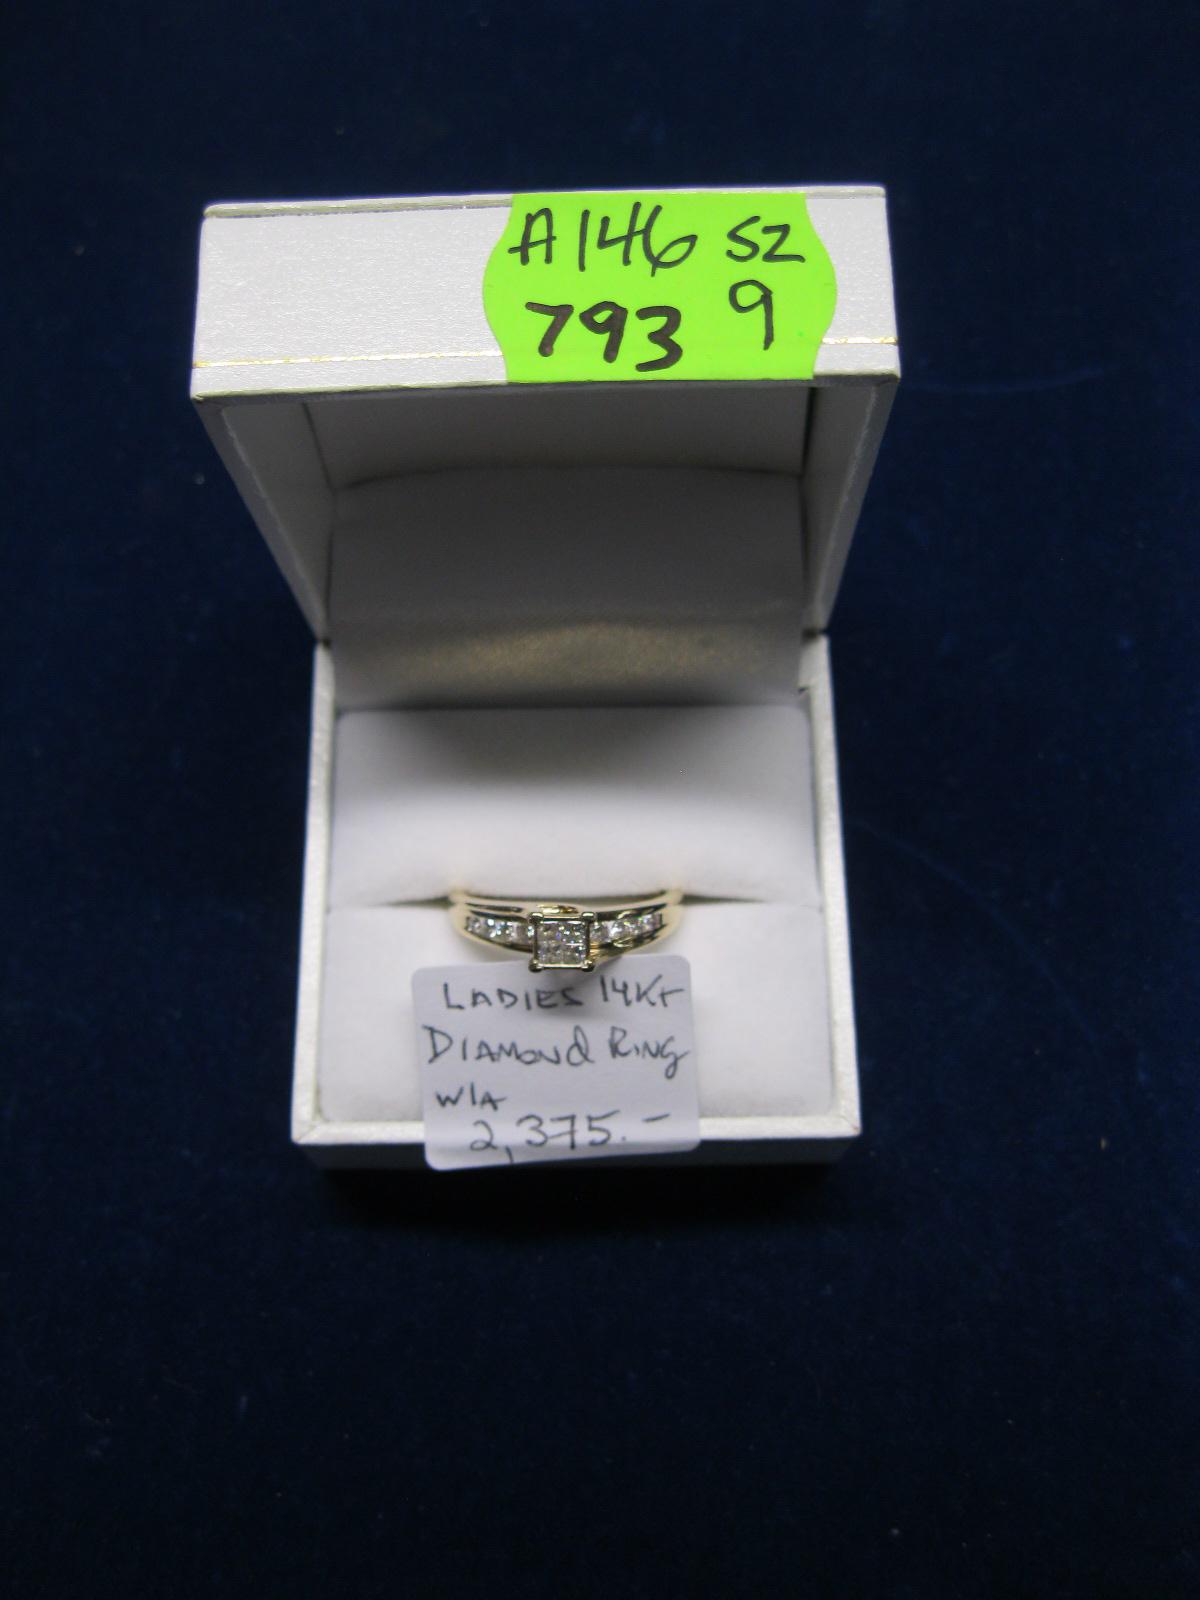 A146 SZ
793 9
LADIES 14KT
DIAMOND RING
W/A
2,375.-